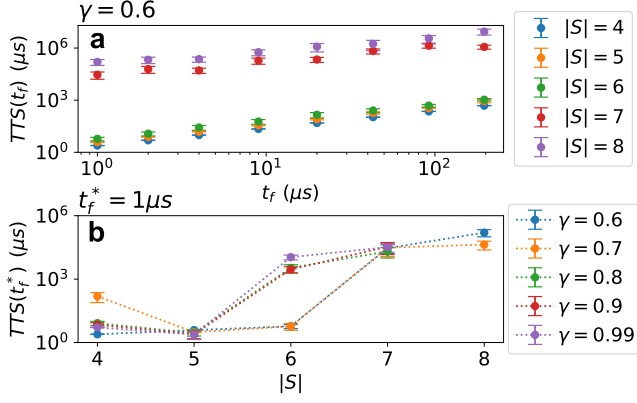 γ = 0.6
a
TTS(t_f) (μs)
10^6
10^3
10^0
10^0
10^1
10^2
t_f (μs)
|S| = 4
|S| = 5
|S| = 6
|S| = 7
|S| = 8
t_f^* = 1μs
b
TTS(t_f^*) (μs)
10^6
10^3
10^0
4
5
6
7
8
|S|
γ = 0.6
γ = 0.7
γ = 0.8
γ = 0.9
γ = 0.99